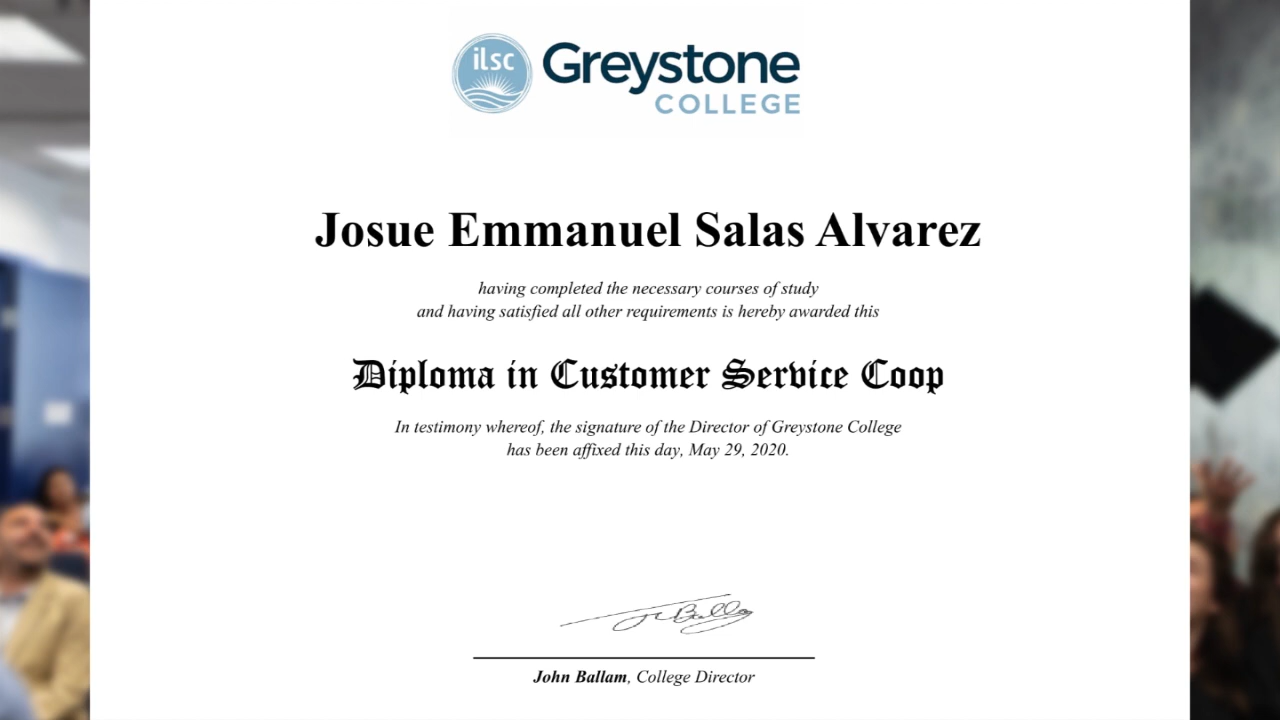 ilsc
Greystone
COLLEGE
Josue Emmanuel Salas Alvarez
having completed the necessary courses of study
and having satisfied all other requirements is hereby awarded this
Diploma in Customer Service Coop
In testimony whereof, the signature of the Director of Greystone College
has been affixed this day, May 29, 2020.
John Ballam, College Director